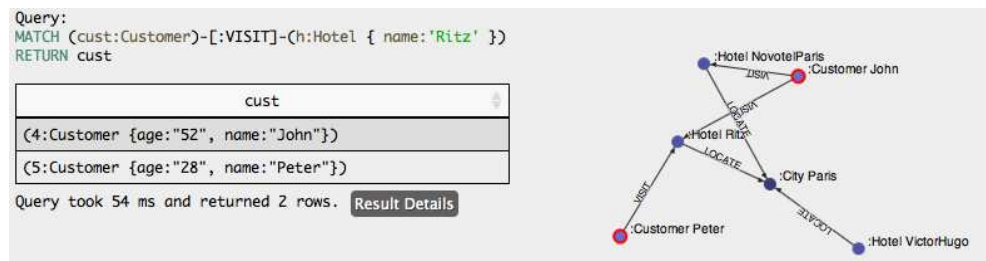 Query:
MATCH (cust:Customer)-[:VISIT]-(h:Hotel { name:'Ritz' })
RETURN cust
cust
(4:Customer {age:"52", name:"John"})
(5:Customer {age:"28", name:"Peter"})
Query took 54 ms and returned 2 rows. Result Details
:Hotel NovotelParis
VISIT
:Customer John
VISIT
LOCATE
:Hotel Ritz
LOCATE
:City Paris
VISIT
LOCATE
:Customer Peter
:Hotel VictorHugo